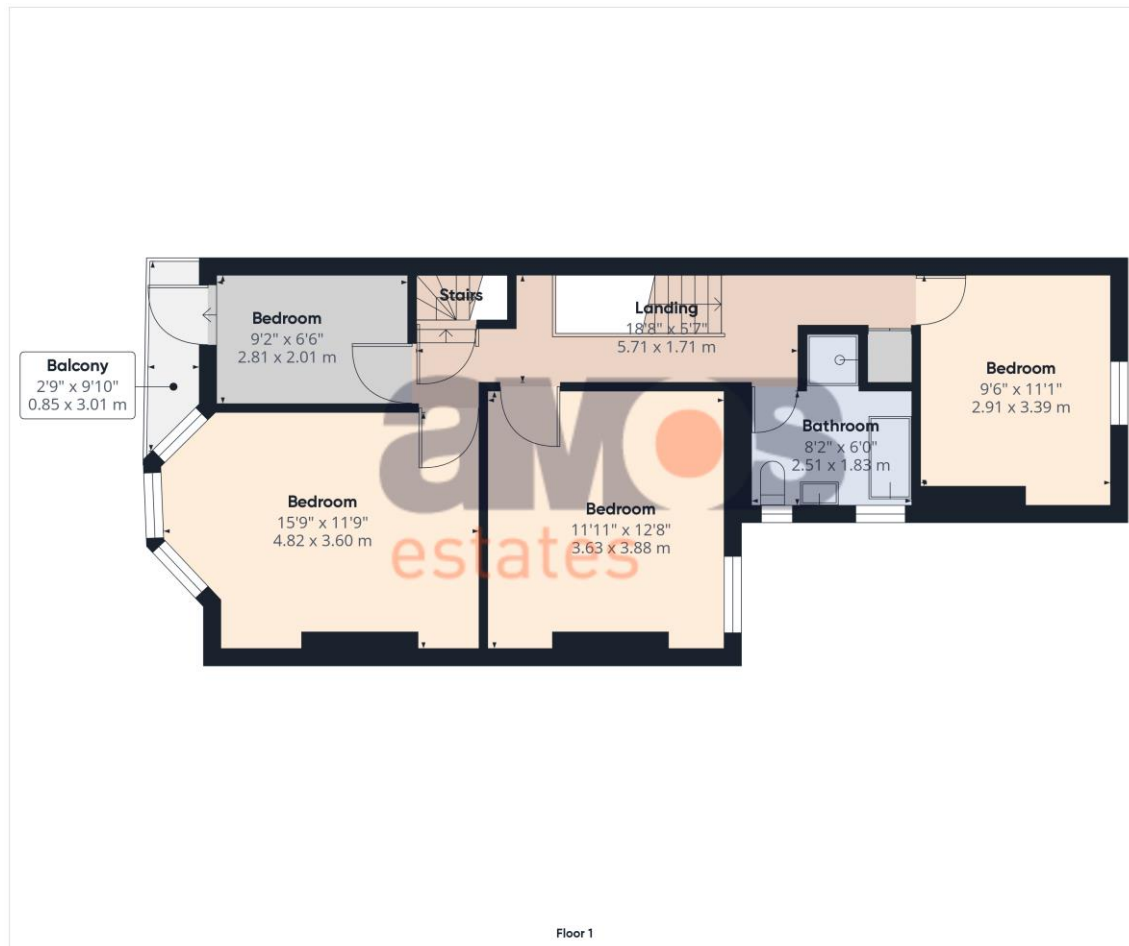 Stairs
Landing
18'8" x 5'7"
5.71 x 1.71 m
Bedroom
9'2" x 6'6"
2.81 x 2.01 m
Balcony
2'9" x 9'10"
0.85 x 3.01 m
Bedroom
9'6" x 11'1"
2.91 x 3.39 m
Bathroom
8'2" x 6'0"
2.51 x 1.83 m
Bedroom
15'9" x 11'9"
4.82 x 3.60 m
Bedroom
11'11" x 12'8"
3.63 x 3.88 m
amos
estates
Floor 1